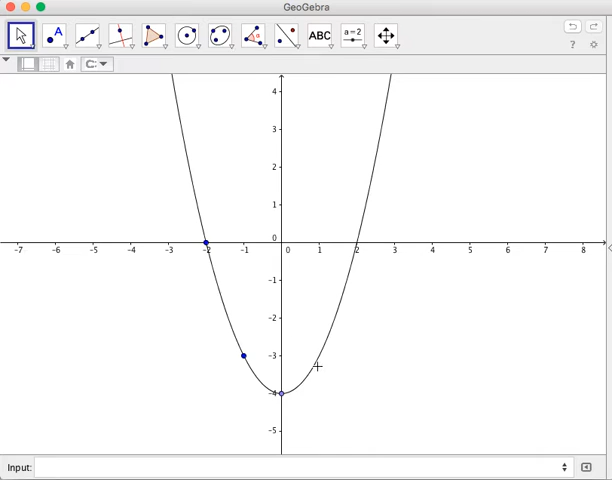 GeoGebra
A
α
ABC
a = 2
4
3
2
1
0
-7 -6 -5 -4 -3 -2 -1 0 1 2 3 4 5 6 7 8
-1
-2
-3
-4
-5
Input: